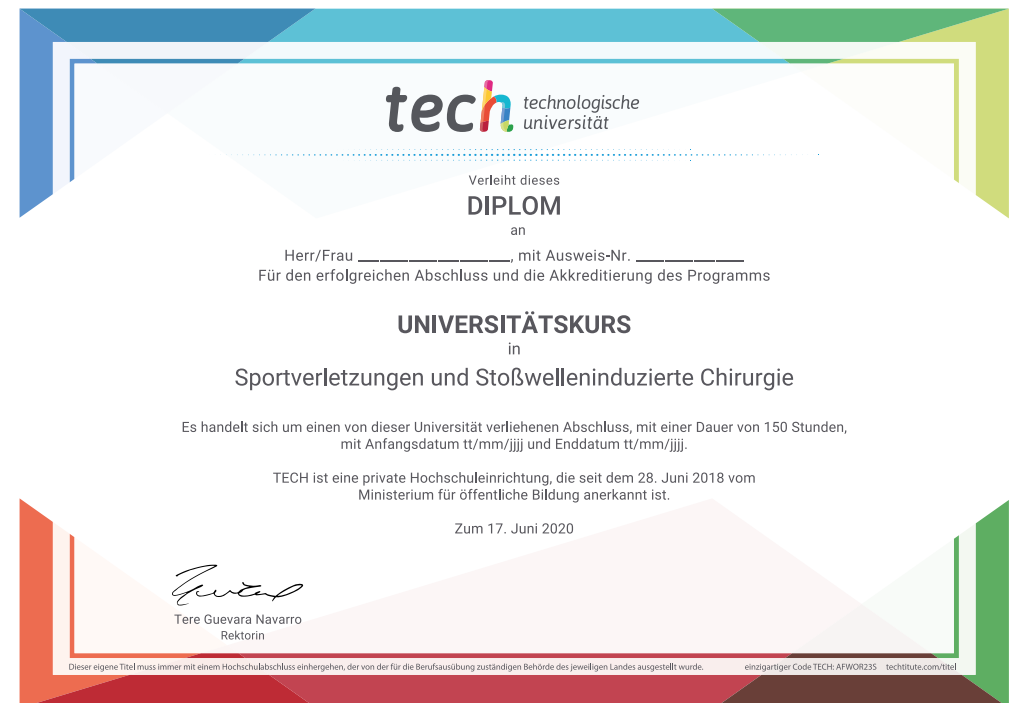 tech technologische
universität
Verleiht dieses
DIPLOM
an
Herr/Frau ____________________, mit Ausweis-Nr. ______________
Für den erfolgreichen Abschluss und die Akkreditierung des Programms
UNIVERSITÄTSKURS
in
Sportverletzungen und Stoßwelleninduzierte Chirurgie
Es handelt sich um einen von dieser Universität verliehenen Abschluss, mit einer Dauer von 150 Stunden,
mit Anfangsdatum tt/mm/jjjj und Enddatum tt/mm/jjjj.
TECH ist eine private Hochschuleinrichtung, die seit dem 28. Juni 2018 vom
Ministerium für öffentliche Bildung anerkannt ist.
Zum 17. Juni 2020
Tere Guevara Navarro
Rektorin
Dieser eigene Titel muss immer mit einem Hochschulabschluss einhergehen, der von der für die Berufsausübung zuständigen Behörde des jeweiligen Landes ausgestellt wurde. einzigartiger Code TECH: AFWOR23S techtitute.com/titel